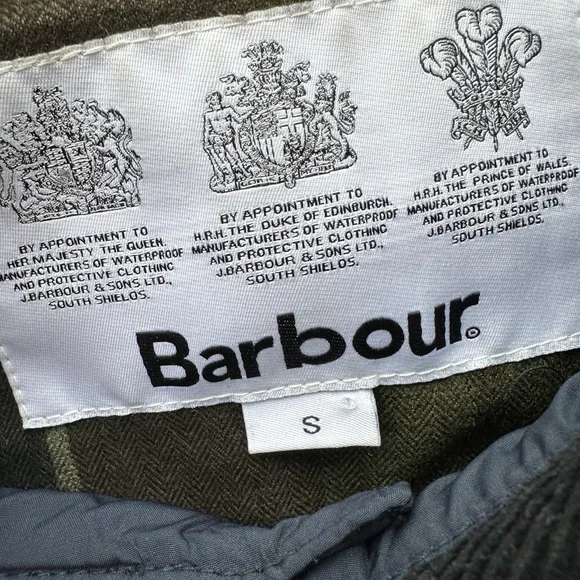 BY APPOINTMENT TO
HER MAJESTY THE QUEEN.
MANUFACTURERS OF WATERPROOF
AND PROTECTIVE CLOTHING
J.BARBOUR & SONS LTD.,
SOUTH SHIELDS.
BY APPOINTMENT TO
H.R.H. THE DUKE OF EDINBURGH.
MANUFACTURERS OF WATERPROOF
AND PROTECTIVE CLOTHING
J.BARBOUR & SONS LTD.,
SOUTH SHIELDS.
BY APPOINTMENT TO
H.R.H. THE PRINCE OF WALES.
MANUFACTURERS OF WATERPROOF
AND PROTECTIVE CLOTHING
J.BARBOUR & SONS LTD.,
SOUTH SHIELDS.
Barbour®
S